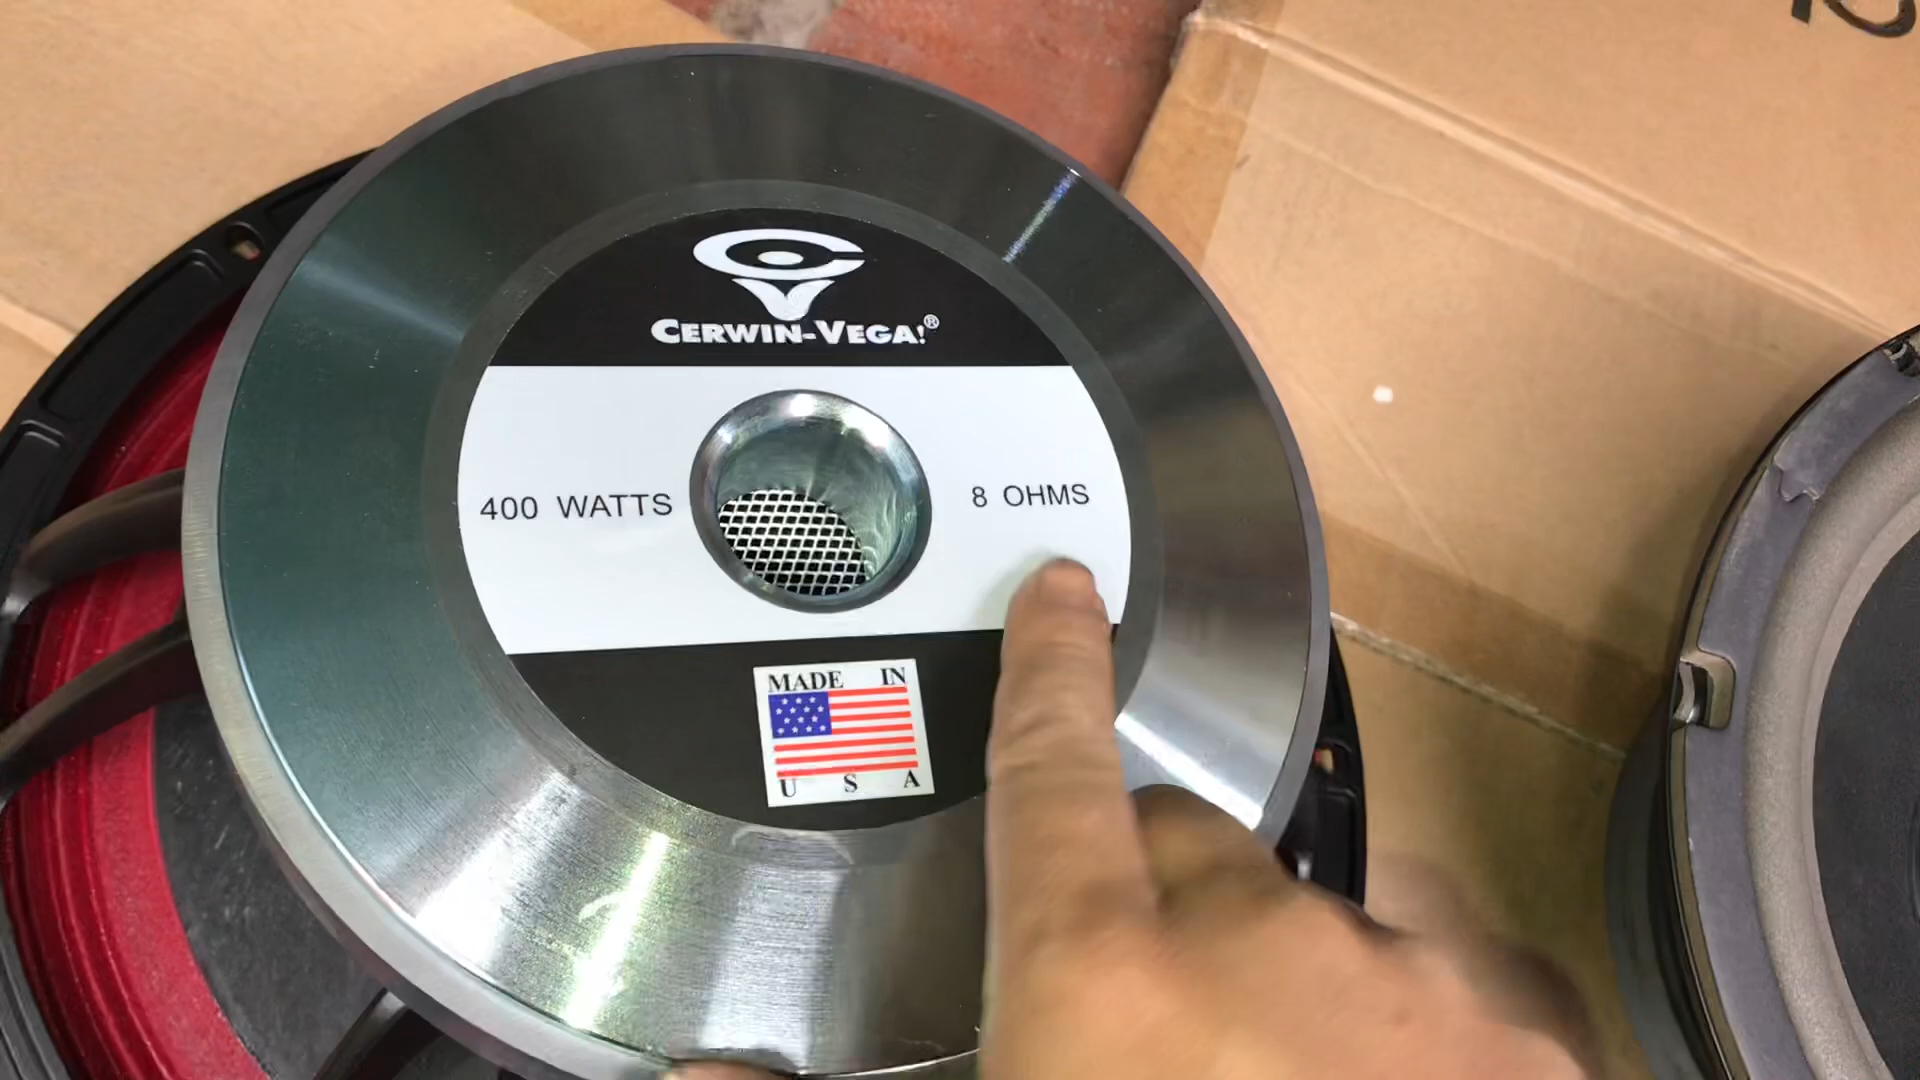 CERWIN-VEGA!®
400 WATTS
8 OHMS
MADE IN
U S A